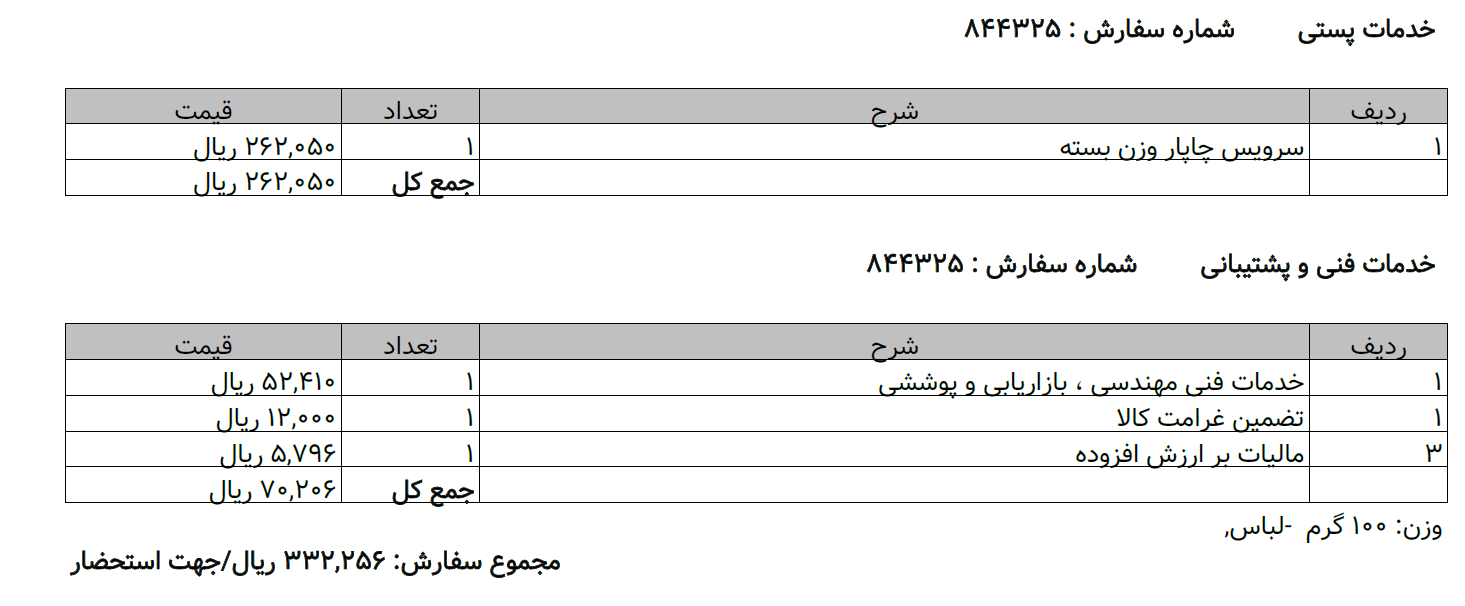 خدمات پستی شماره سفارش : ۸۴۴۳۲۵
ردیف شرح تعداد قیمت
۱ سرویس چاپار وزن بسته ۱ ۲۶۲,۰۵۰ ریال
جمع کل ۲۶۲,۰۵۰ ریال
خدمات فنی و پشتیبانی شماره سفارش : ۸۴۴۳۲۵
ردیف شرح تعداد قیمت
۱ خدمات فنی مهندسی ، بازاریابی و پوششی ۱ ۵۲,۴۱۰ ریال
۱ تضمین غرامت کالا ۱ ۱۲,۰۰۰ ریال
۳ مالیات بر ارزش افزوده ۱ ۵,۷۹۶ ریال
جمع کل ۷۰,۲۰۶ ریال
وزن: ۱۰۰ گرم -لباس,
مجموع سفارش: ۳۳۲,۲۵۶ ریال/جهت استحضار